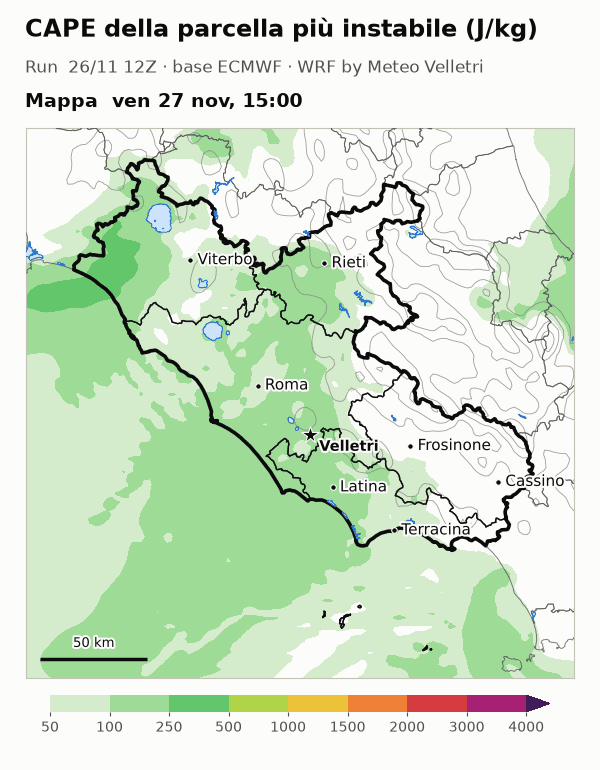 CAPE della parcella più instabile (J/kg)
Run  26/11 12Z · base ECMWF · WRF by Meteo Velletri
Mappa  ven 27 nov, 15:00
Viterbo
Rieti
Roma
Velletri
Frosinone
Latina
Cassino
Terracina
50 km
50 100 250 500 1000 1500 2000 3000 4000